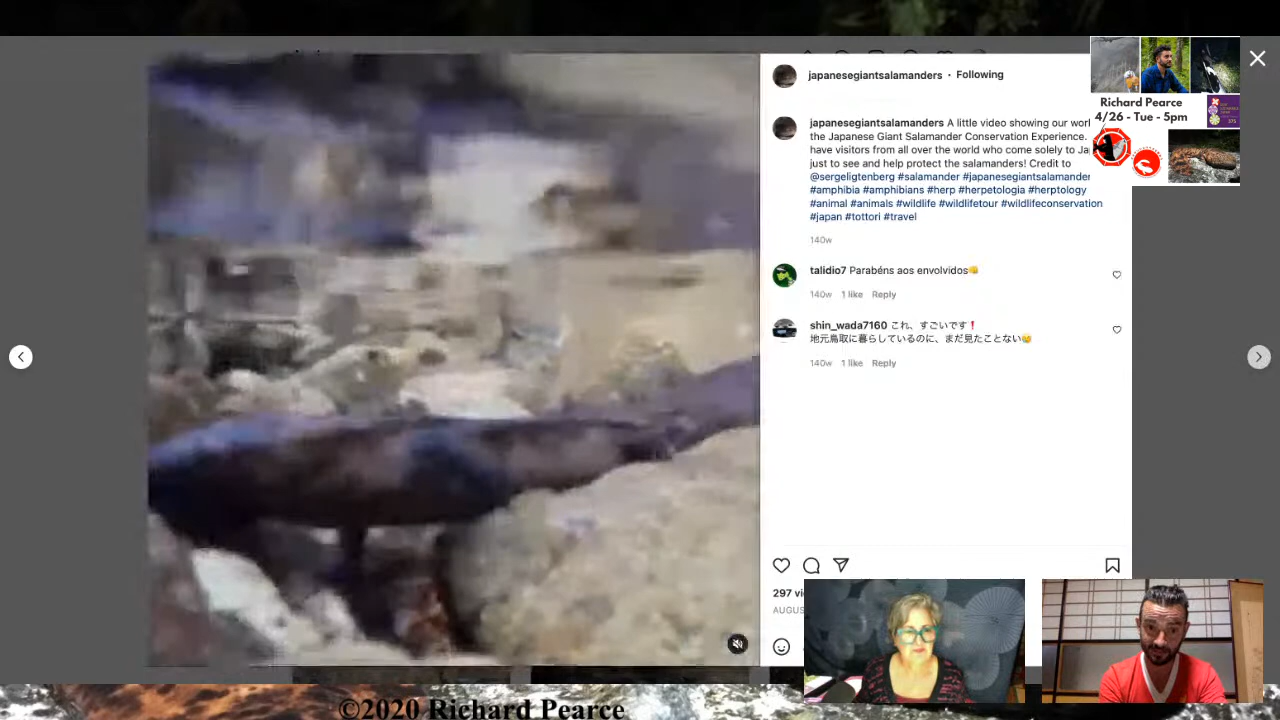 japanesegiantsalamanders • Following
Richard Pearce
4/26 - Tue - 5pm
japanesegiantsalamanders A little video showing our
the Japanese Giant Salamander Conservation Experience.
have visitors from all over the world who come solely to
just to see and help protect the salamanders! Credit to
@sergeligtenberg #salamander #japanesegiantsalamander
#amphibia #amphibians #herp #herpetologia #herptology
#animal #animals #wildlife #wildlifetour #wildlifeconservation
#japan #tottori #travel
140w
talidio7 Parabéns aos envolvidos👊
140w 1 like Reply
shin_wada7160 これ、すごいです❗
地元鳥取に暮らしているのに、まだ見たことない😢
140w 1 like Reply
297
©2020 Richard Pearce